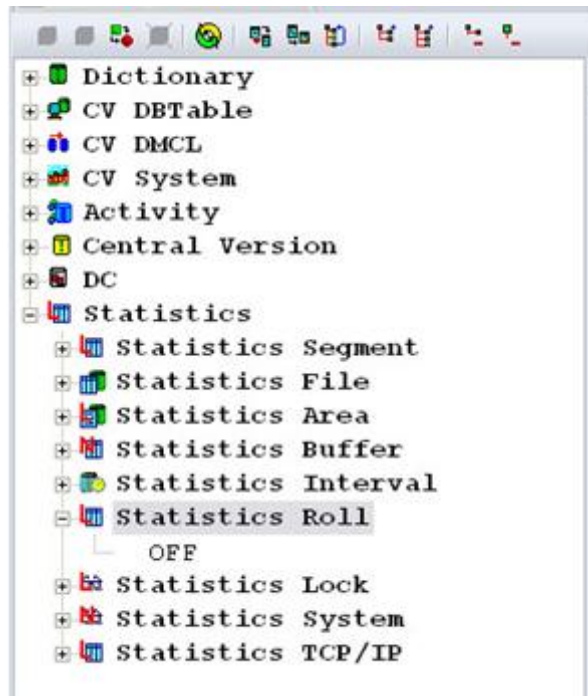 Dictionary
CV DBTable
CV DMCL
CV System
Activity
Central Version
DC
Statistics
Statistics Segment
Statistics File
Statistics Area
Statistics Buffer
Statistics Interval
Statistics Roll
OFF
Statistics Lock
Statistics System
Statistics TCP/IP